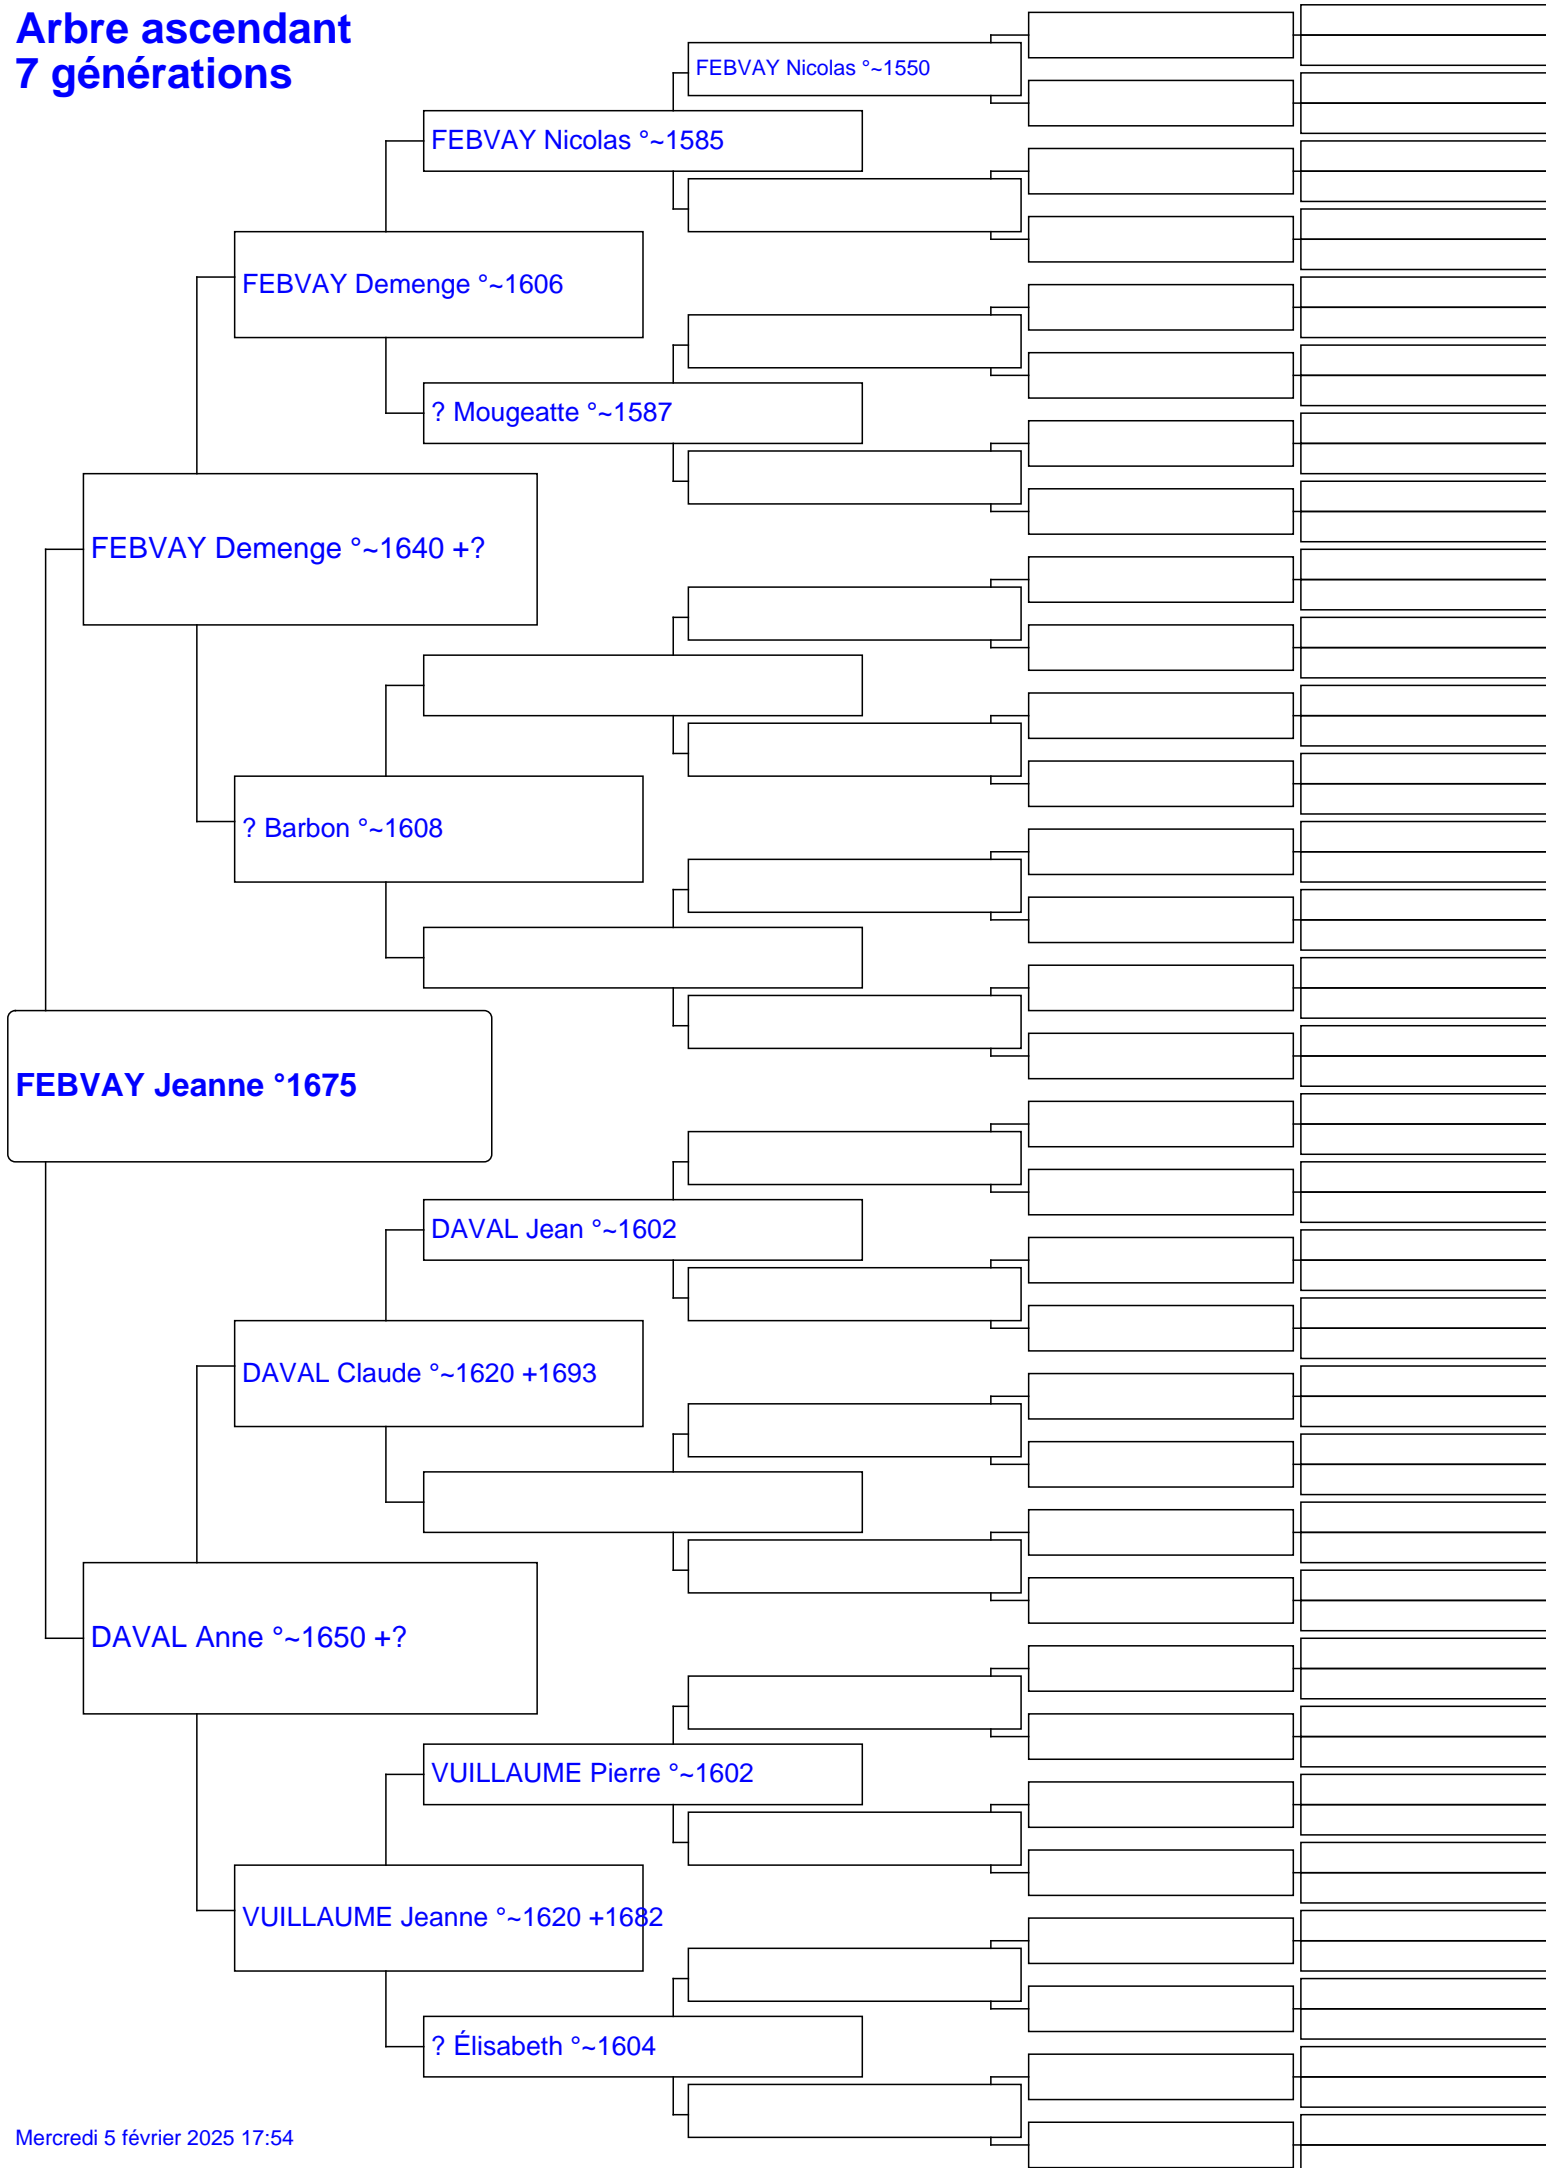 Arbre ascendant
7 générations
FEBVAY Nicolas °~1550
FEBVAY Nicolas °~1585
FEBVAY Demenge °~1606
? Mougeatte °~1587
FEBVAY Demenge °~1640 +?
? Barbon °~1608
FEBVAY Jeanne °1675
DAVAL Jean °~1602
DAVAL Claude °~1620 +1693
DAVAL Anne °~1650 +?
VUILLAUME Pierre °~1602
VUILLAUME Jeanne °~1620 +1682
? Élisabeth °~1604
Mercredi 5 février 2025 17:54